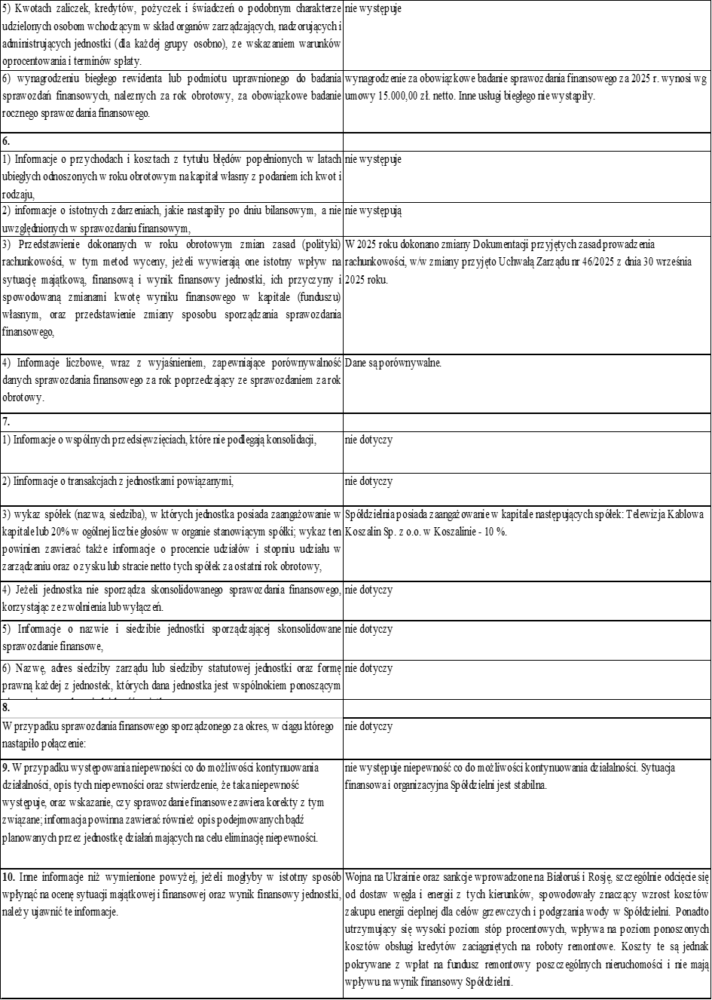 5) Kwotach zaliczek, kredytów, pożyczek i świadczeń o podobnym charakterze
udzielonych osobom wchodzącym w skład organów zarządzających, nadzorujących i
administrujących jednostki (dla każdej grupy osobno), ze wskazaniem warunków
oprocentowania i terminów spłaty.
nie występuje
6) wynagrodzeniu biegłego rewidenta lub podmiotu uprawnionego do badania
sprawozdań finansowych, naleznych za rok obrotowy, za obowiązkowe badanie
rocznego sprawozdania finansowego.
wynagrodzenie za obowiązkowe badanie sprawozdania finansowego za 2025 r. wynosi wg
umowy 15.000,00 zł. netto. Inne usługi biegłego nie wystapiły.
6.
1) Informacje o przychodach i kosztach z tytułu błędów popełnionych w latach
ubiegłych odnoszonych w roku obrotowym na kapitał własny z podaniem ich kwot i
rodzaju,
nie występuje
2) informacje o istotnych zdarzeniach, jakie nastąpiły po dniu bilansowym, a nie
uwzględnionych w sprawozdaniu finansowym,
nie występują
3) Przedstawienie dokonanych w roku obrotowym zmian zasad (polityki)
rachunkowości, w tym metod wyceny, jeżeli wywierają one istotny wpływ na
sytuację majątkową, finansową i wynik finansowy jednostki, ich przyczyny i
spowodowaną zmianami kwotę wyniku finansowego w kapitale (funduszu)
własnym, oraz przedstawienie zmiany sposobu sporządzania sprawozdania
finansowego,
W 2025 roku dokonano zmiany Dokumentacji przyjętych zasad prowadzenia
rachunkowości, w/w zmiany przyjęto Uchwałą Zarządu nr 46/2025 z dnia 30 września
2025 roku.
4) Informacje liczbowe, wraz z wyjaśnieniem, zapewniające porównywalność
danych sprawozdania finansowego za rok poprzedzający ze sprawozdaniem za rok
obrotowy.
Dane są porównywalne.
7.
1) Informacje o wspólnych przedsięwzięciach, które nie podlegają konsolidacji,
nie dotyczy
2) Iinformacje o transakcjach z jednostkami powiązanymi,
nie dotyczy
3) wykaz spółek (nazwa, siedziba), w których jednostka posiada zaangażowanie w
kapitale lub 20% w ogólnej liczbie głosów w organie stanowiącym spółki; wykaz ten
powinien zawierać także informacje o procencie udziałów i stopniu udziału w
zarządzaniu oraz o zysku lub stracie netto tych spółek za ostatni rok obrotowy,
Spółdzielnia posiada zaangażowanie w kapitale następujących spółek: Telewizja Kablowa
Koszalin Sp. z o.o. w Koszalinie - 10 %.
4) Jeżeli jednostka nie sporządza skonsolidowanego sprawozdania finansowego,
korzystając ze zwolnienia lub wyłączeń.
nie dotyczy
5) Informacje o nazwie i siedzibie jednostki sporządzającej skonsolidowane
sprawozdanie finansowe,
nie dotyczy
6) Nazwę, adres siedziby zarządu lub siedziby statutowej jednostki oraz formę
prawną każdej z jednostek, których dana jednostka jest wspólnokiem ponoszącym
nie dotyczy
8.
W przypadku sprawozdania finansowego sporządzonego za okres, w ciągu którego
nastąpiło połączenie:
nie dotyczy
9. W przypadku występowania niepewności co do możliwości kontynuowania
działalności, opis tych niepewności oraz stwierdzenie, że taka niepewność
występuje, oraz wskazanie, czy sprawozdanie finansowe zawiera korekty z tym
związane; informacja powinna zawierać również opis podejmowanych bądź
planowanych przez jednostkę działań mających na celu eliminację niepewności.
nie występuje niepewność co do możliwości kontynuowania działalności. Sytuacja
finansowa i organizacyjna Spółdzielni jest stabilna.
10. Inne informacje niż wymienione powyżej, jeżeli mogłyby w istotny sposób
wpłynąć na ocenę sytuacji majątkowej i finansowej oraz wynik finansowy jednostki,
należy ujawnić te informacje.
Wojna na Ukrainie oraz sankcje wprowadzone na Białoruś i Rosję, szczególnie odcięcie się
od dostaw węgla i energii z tych kierunków, spowodowały znaczący wzrost kosztów
zakupu energii cieplnej dla celów grzewczych i podgrzania wody w Spółdzielni. Ponadto
utrzymujący się wysoki poziom stóp procentowych, wpływa na poziom ponoszonych
kosztów obsługi kredytów zaciągniętych na roboty remontowe. Koszty te są jednak
pokrywane z wpłat na fundusz remontowy poszczególnych nieruchomości i nie mają
wpływu na wynik finansowy Spółdzielni.